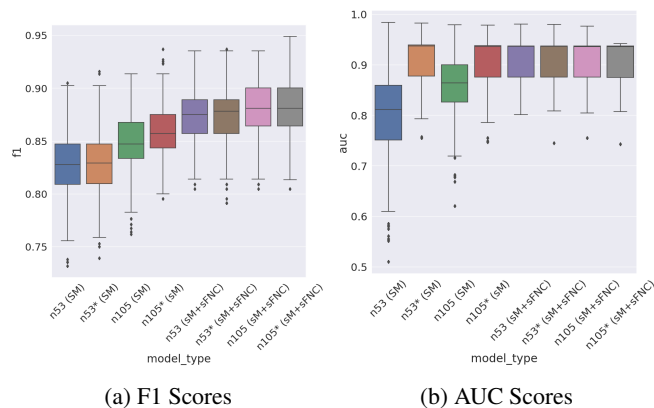 0.95
0.90
0.85
0.80
0.75
f1
n53 (SM)
n53* (SM)
n105 (SM)
n105* (sM)
n53 (sM+sFNC)
n53* (sM+sFNC)
n105 (sM+sFNC)
n105* (sM+sFNC)
model_type
(a) F1 Scores
1.0
0.9
0.8
0.7
0.6
0.5
auc
n53 (SM)
n53* (SM)
n105 (SM)
n105* (sM)
n53 (sM+sFNC)
n53* (sM+sFNC)
n105 (sM+sFNC)
n105* (sM+sFNC)
model_type
(b) AUC Scores